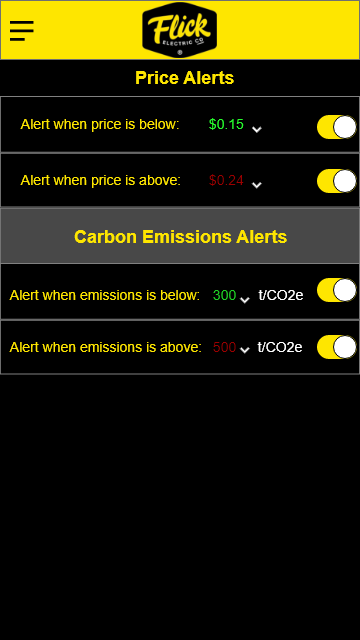 Flick
ELECTRIC CO
Price Alerts
Alert when price is below: $0.15
Alert when price is above: $0.24
Carbon Emissions Alerts
Alert when emissions is below: 300 t/CO2e
Alert when emissions is above: 500 t/CO2e